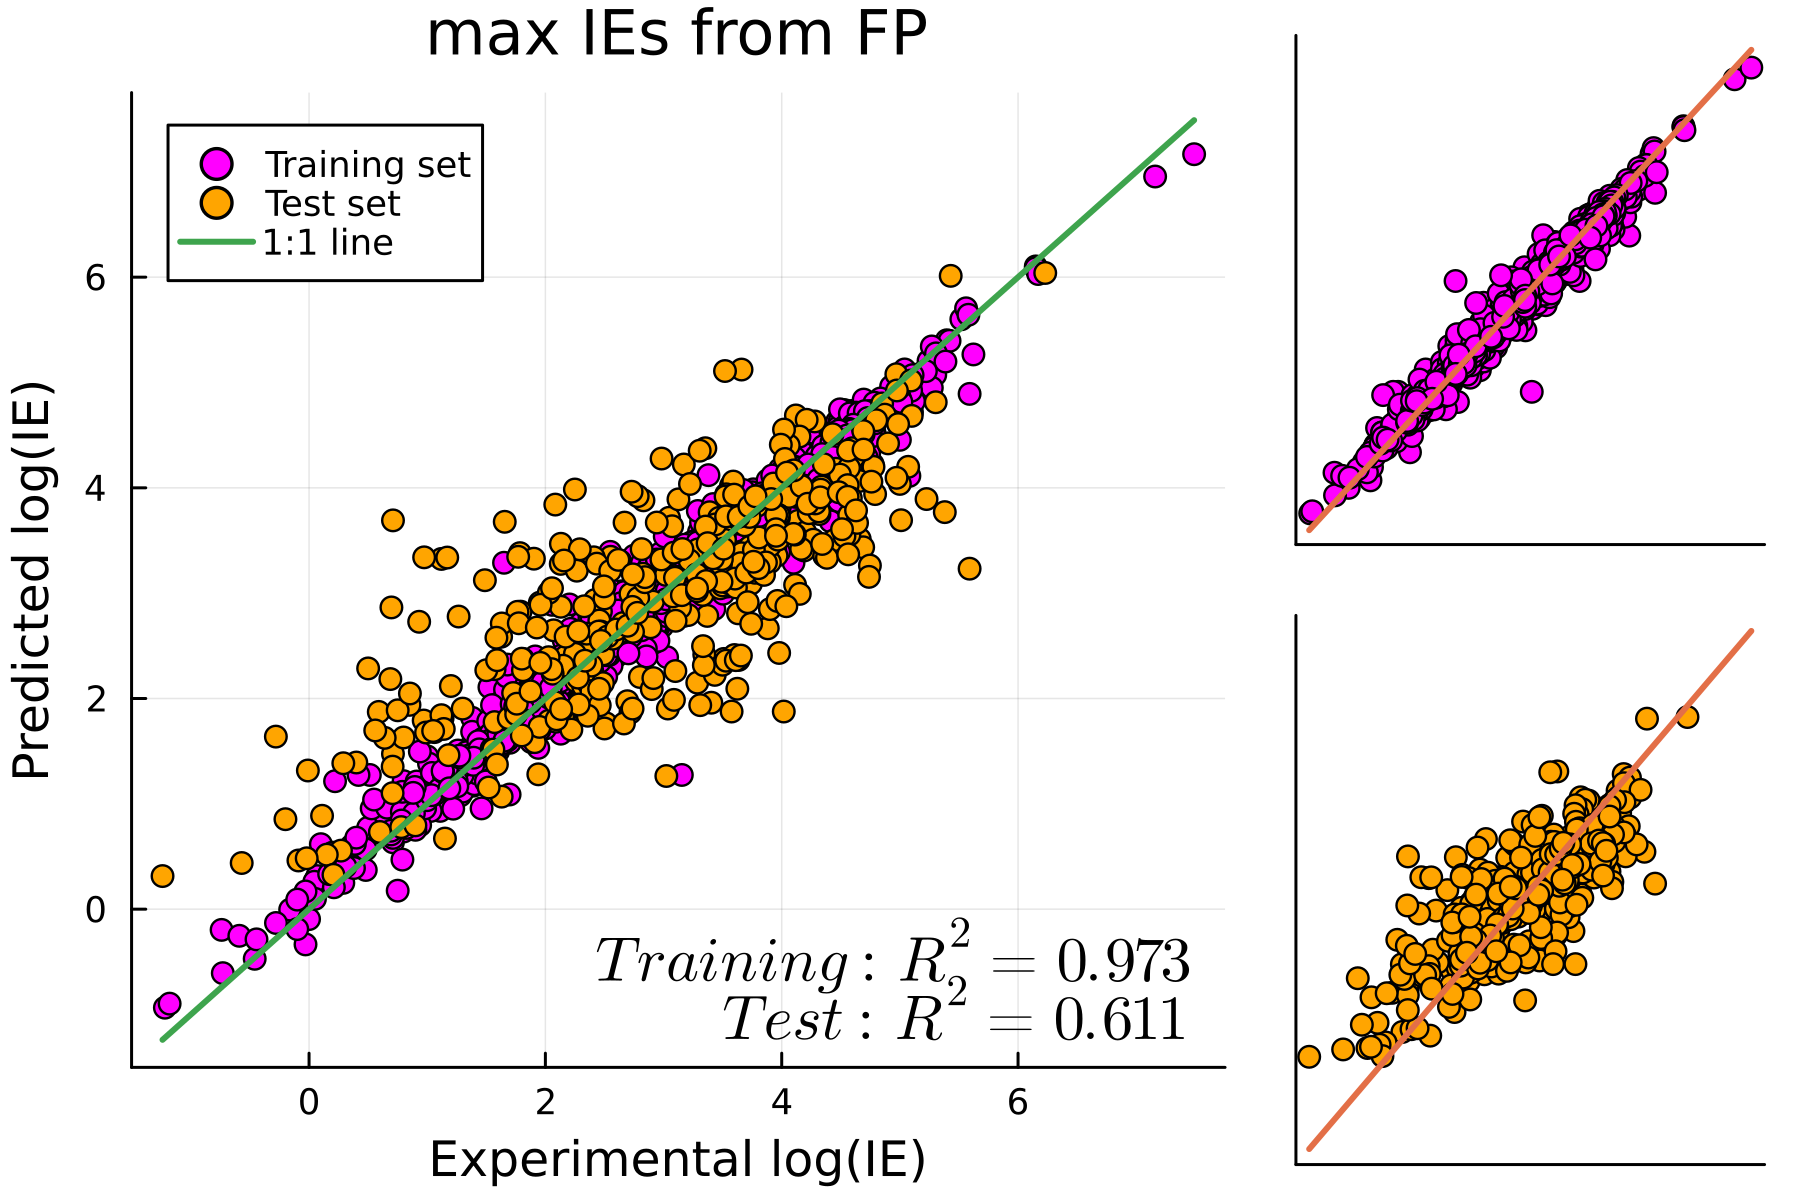 max IEs from FP
Training set
Test set
1:1 line
Predicted log(IE)
6
4
2
0
Training: R² = 0.973
Test: R² = 0.611
0 2 4 6
Experimental log(IE)